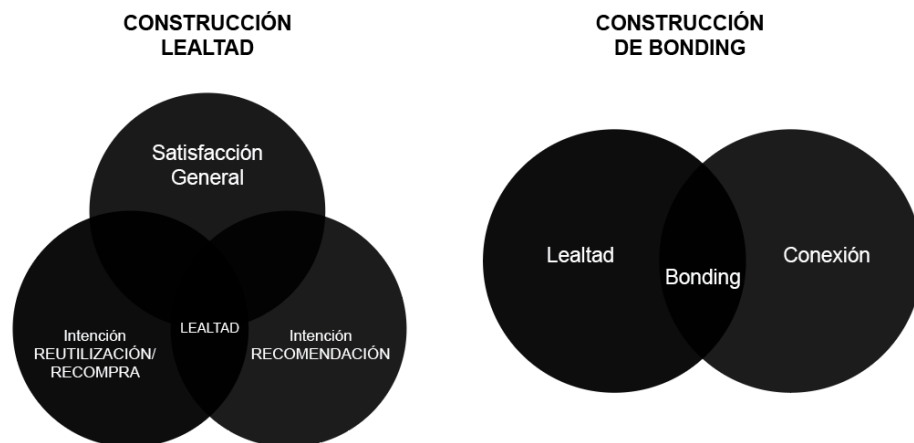 CONSTRUCCIÓN
LEALTAD
Satisfacción
General
Intención
REUTILIZACIÓN/
RECOMPRA
LEALTAD
Intención
RECOMENDACIÓN
CONSTRUCCIÓN
DE BONDING
Lealtad
Bonding
Conexión